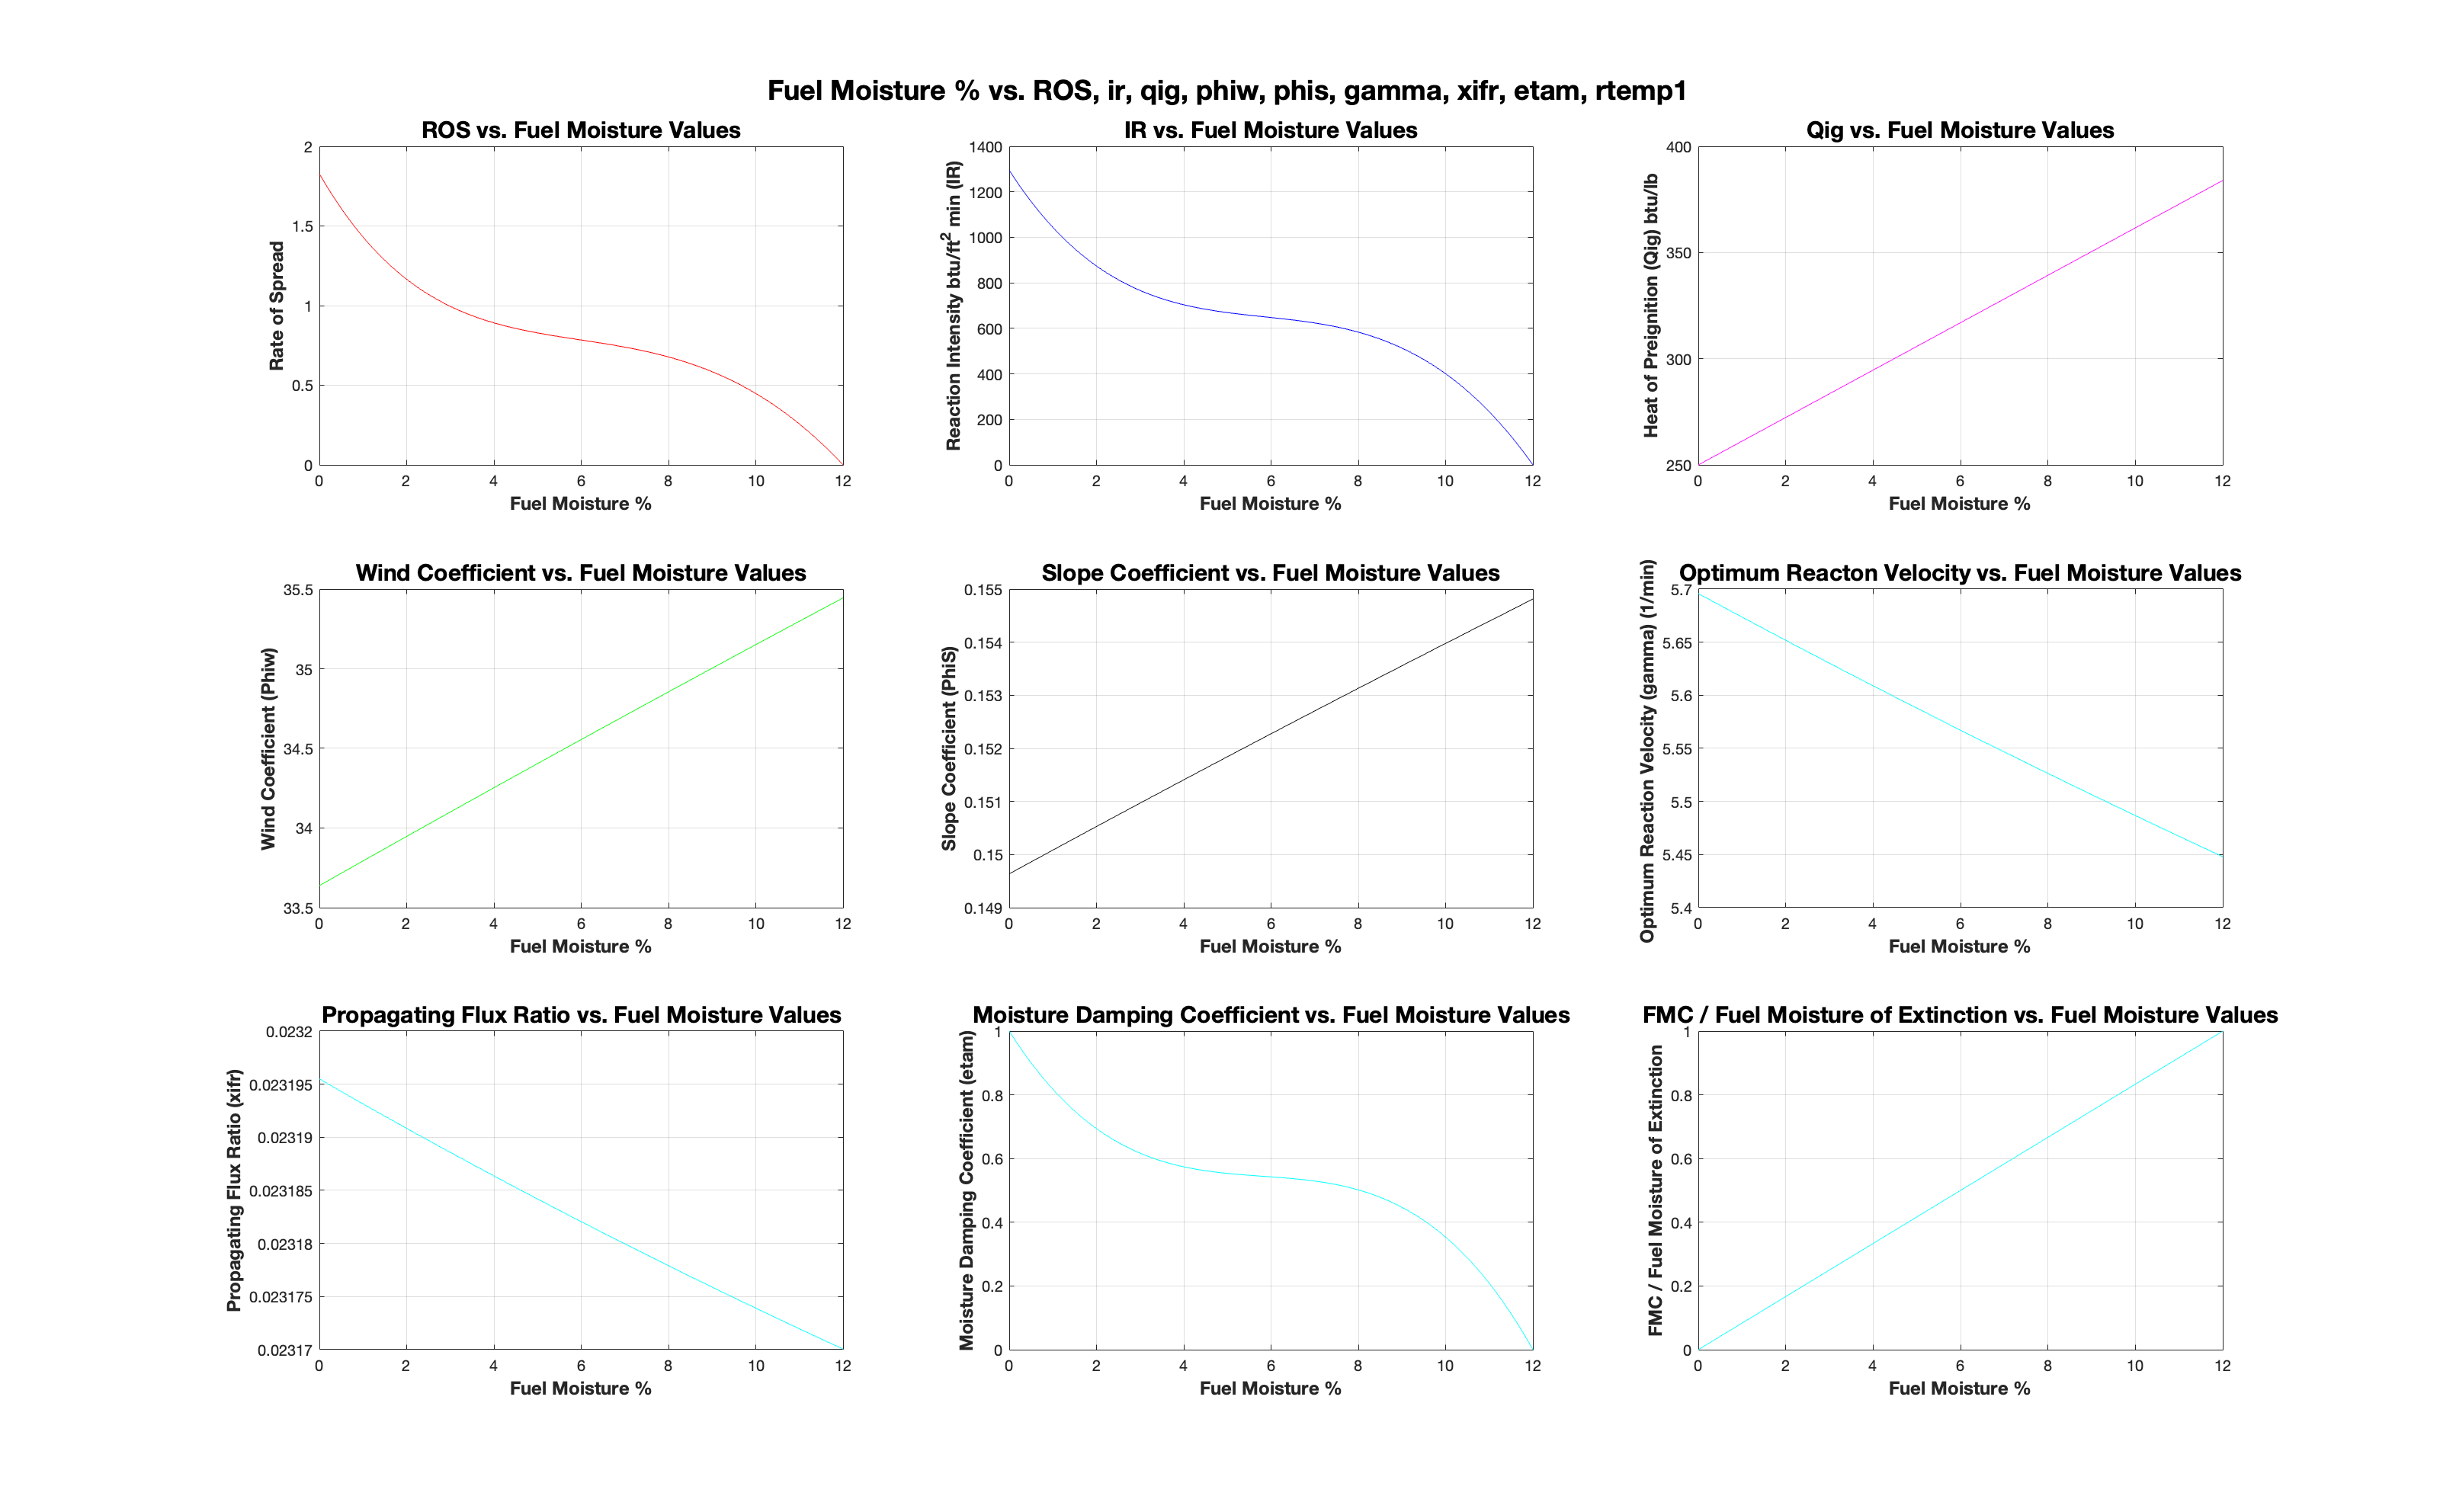 Fuel Moisture % vs. ROS, ir, qig, phiw, phis, gamma, xifr, etam, rtemp1
ROS vs. Fuel Moisture Values
Rate of Spread
2
1.5
1
0.5
0
0 2 4 6 8 10 12
Fuel Moisture %
IR vs. Fuel Moisture Values
Reaction Intensity btu/ft2 min (IR)
1400
1200
1000
800
600
400
200
0
0 2 4 6 8 10 12
Fuel Moisture %
Qig vs. Fuel Moisture Values
Heat of Preignition (Qig) btu/lb
400
350
300
250
0 2 4 6 8 10 12
Fuel Moisture %
Wind Coefficient vs. Fuel Moisture Values
Wind Coefficient (Phiw)
35.5
35
34.5
34
33.5
0 2 4 6 8 10 12
Fuel Moisture %
Slope Coefficient vs. Fuel Moisture Values
Slope Coefficient (PhiS)
0.155
0.154
0.153
0.152
0.151
0.15
0.149
0 2 4 6 8 10 12
Fuel Moisture %
Optimum Reacton Velocity vs. Fuel Moisture Values
Optimum Reaction Velocity (gamma) (1/min)
5.7
5.65
5.6
5.55
5.5
5.45
5.4
0 2 4 6 8 10 12
Fuel Moisture %
Propagating Flux Ratio vs. Fuel Moisture Values
Propagating Flux Ratio (xifr)
0.0232
0.023195
0.02319
0.023185
0.02318
0.023175
0.02317
0 2 4 6 8 10 12
Fuel Moisture %
Moisture Damping Coefficient vs. Fuel Moisture Values
Moisture Damping Coefficient (etam)
1
0.8
0.6
0.4
0.2
0
0 2 4 6 8 10 12
Fuel Moisture %
FMC / Fuel Moisture of Extinction vs. Fuel Moisture Values
FMC / Fuel Moisture of Extinction
1
0.8
0.6
0.4
0.2
0
0 2 4 6 8 10 12
Fuel Moisture %